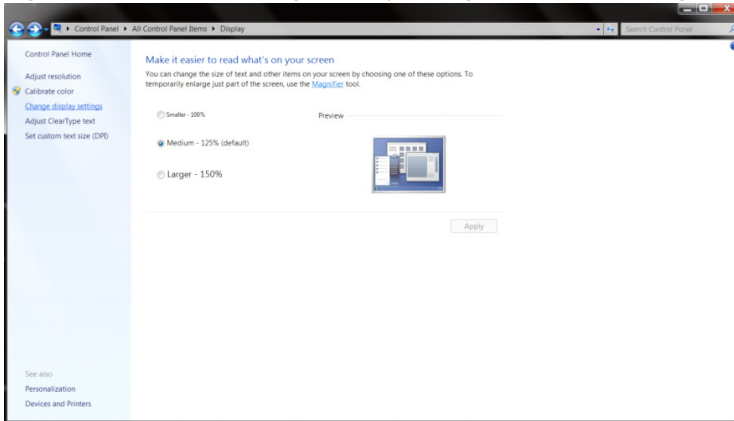 Control Panel ▸ All Control Panel Items ▸ Display
Search Control Panel
Control Panel Home
Adjust resolution
Calibrate color
Change display settings
Adjust ClearType text
Set custom text size (DPI)
Make it easier to read what's on your screen
You can change the size of text and other items on your screen by choosing one of these options. To
temporarily enlarge just part of the screen, use the Magnifier tool.
Smaller - 100%
Preview
Medium - 125% (default)
Larger - 150%
Apply
See also
Personalization
Devices and Printers